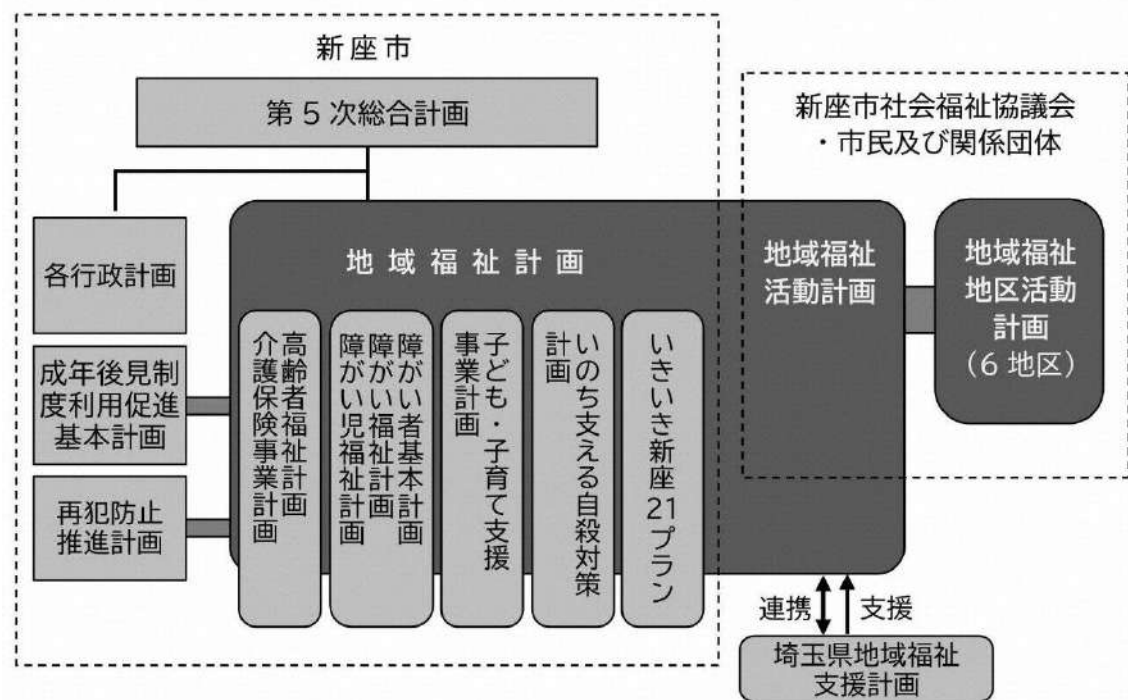 新座市
第5次総合計画
新座市社会福祉協議会
・市民及び関係団体
各行政計画
成年後見制
度利用促進
基本計画
再犯防止
推進計画
地域福祉計画
高齢者福祉計画
介護保険事業計画
障がい者基本計画
障がい福祉計画
障がい児福祉計画
子ども・子育て支援
事業計画
いのち支える自殺対策
計画
いきいき新座21プラン
地域福祉
活動計画
地域福祉
地区活動
計画
(6地区)
連携
支援
埼玉県地域福祉
支援計画